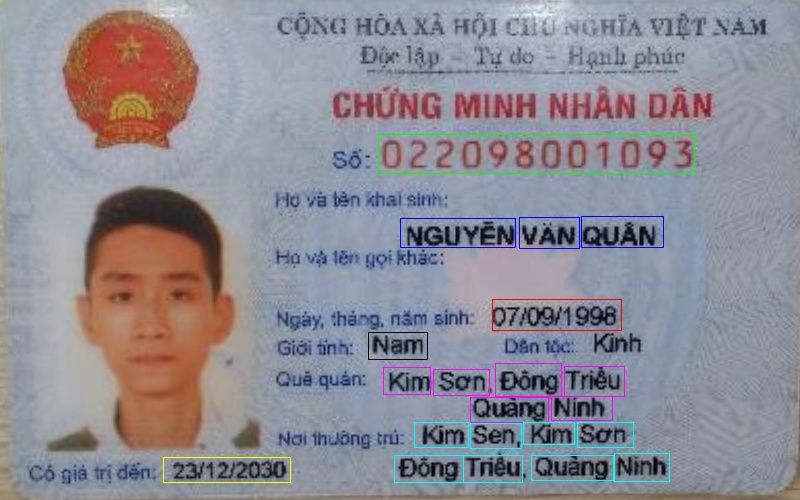 CỘNG HÒA XÃ HỘI CHỦ NGHĨA VIỆT NAM
Độc lập - Tự do - Hạnh phúc
CHỨNG MINH NHÂN DÂN
Số: 022098001093
Họ và tên khai sinh:
NGUYỄN VĂN QUÂN
Họ và tên gọi khác:
Ngày, tháng, năm sinh: 07/09/1998
Giới tính: Nam Dân tộc: Kinh
Quê quán: Kim Sơn, Đông Triều
Quảng Ninh
Nơi thường trú: Kim Sen, Kim Sơn
Có giá trị đến: 23/12/2030 Đông Triều, Quảng Ninh